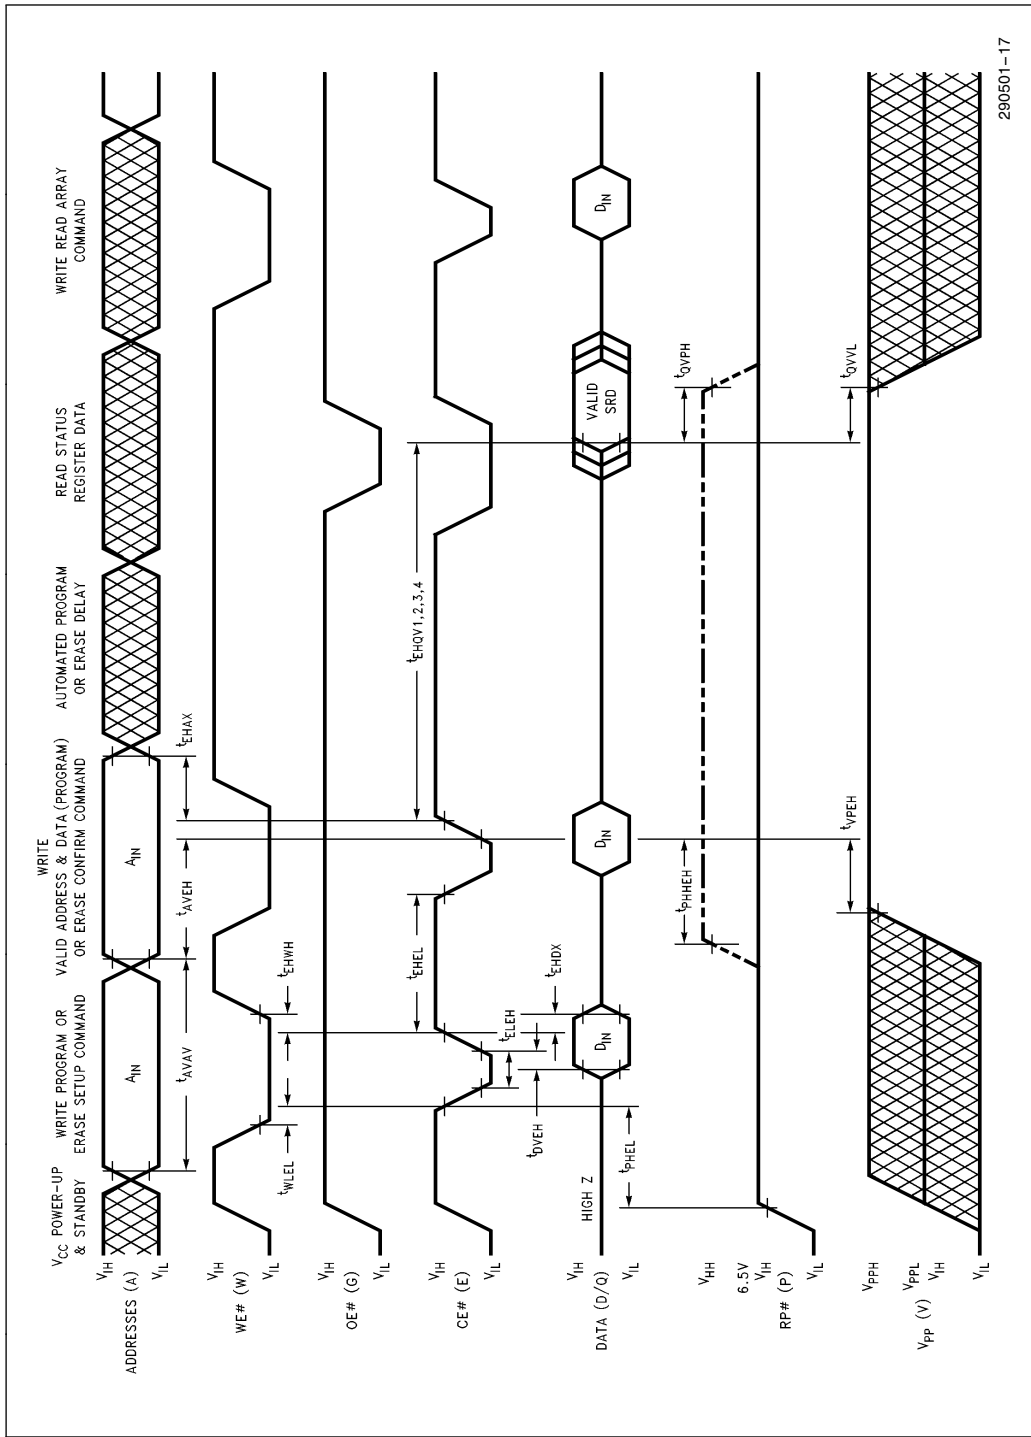 V_CC POWER-UP
& STANDBY
WRITE PROGRAM OR
ERASE SETUP COMMAND
WRITE
VALID ADDRESS & DATA (PROGRAM)
OR ERASE CONFIRM COMMAND
AUTOMATED PROGRAM
OR ERASE DELAY
READ STATUS
REGISTER DATA
WRITE READ ARRAY
COMMAND
V_IH
ADDRESSES (A)
V_IL
A_IN
A_IN
t_AVAV
t_AVEH
t_EHAX
V_IH
WE# (W)
V_IL
t_WLEL
t_EHWH
V_IH
OE# (G)
V_IL
t_EHEL
t_EHQV1,2,3,4
V_IH
CE# (E)
V_IL
t_DVEH
t_ELEH
t_EHDX
V_IH
DATA (D/Q)
V_IL
HIGH Z
D_IN
D_IN
VALID
SRD
D_IN
t_PHEL
t_PHHEH
t_QVPH
V_HH
6.5V
V_IH
RP# (P)
V_IL
t_VPEH
t_QVVL
V_PPH
V_PPL
V_PP (V)
V_IH
V_IL
290501-17